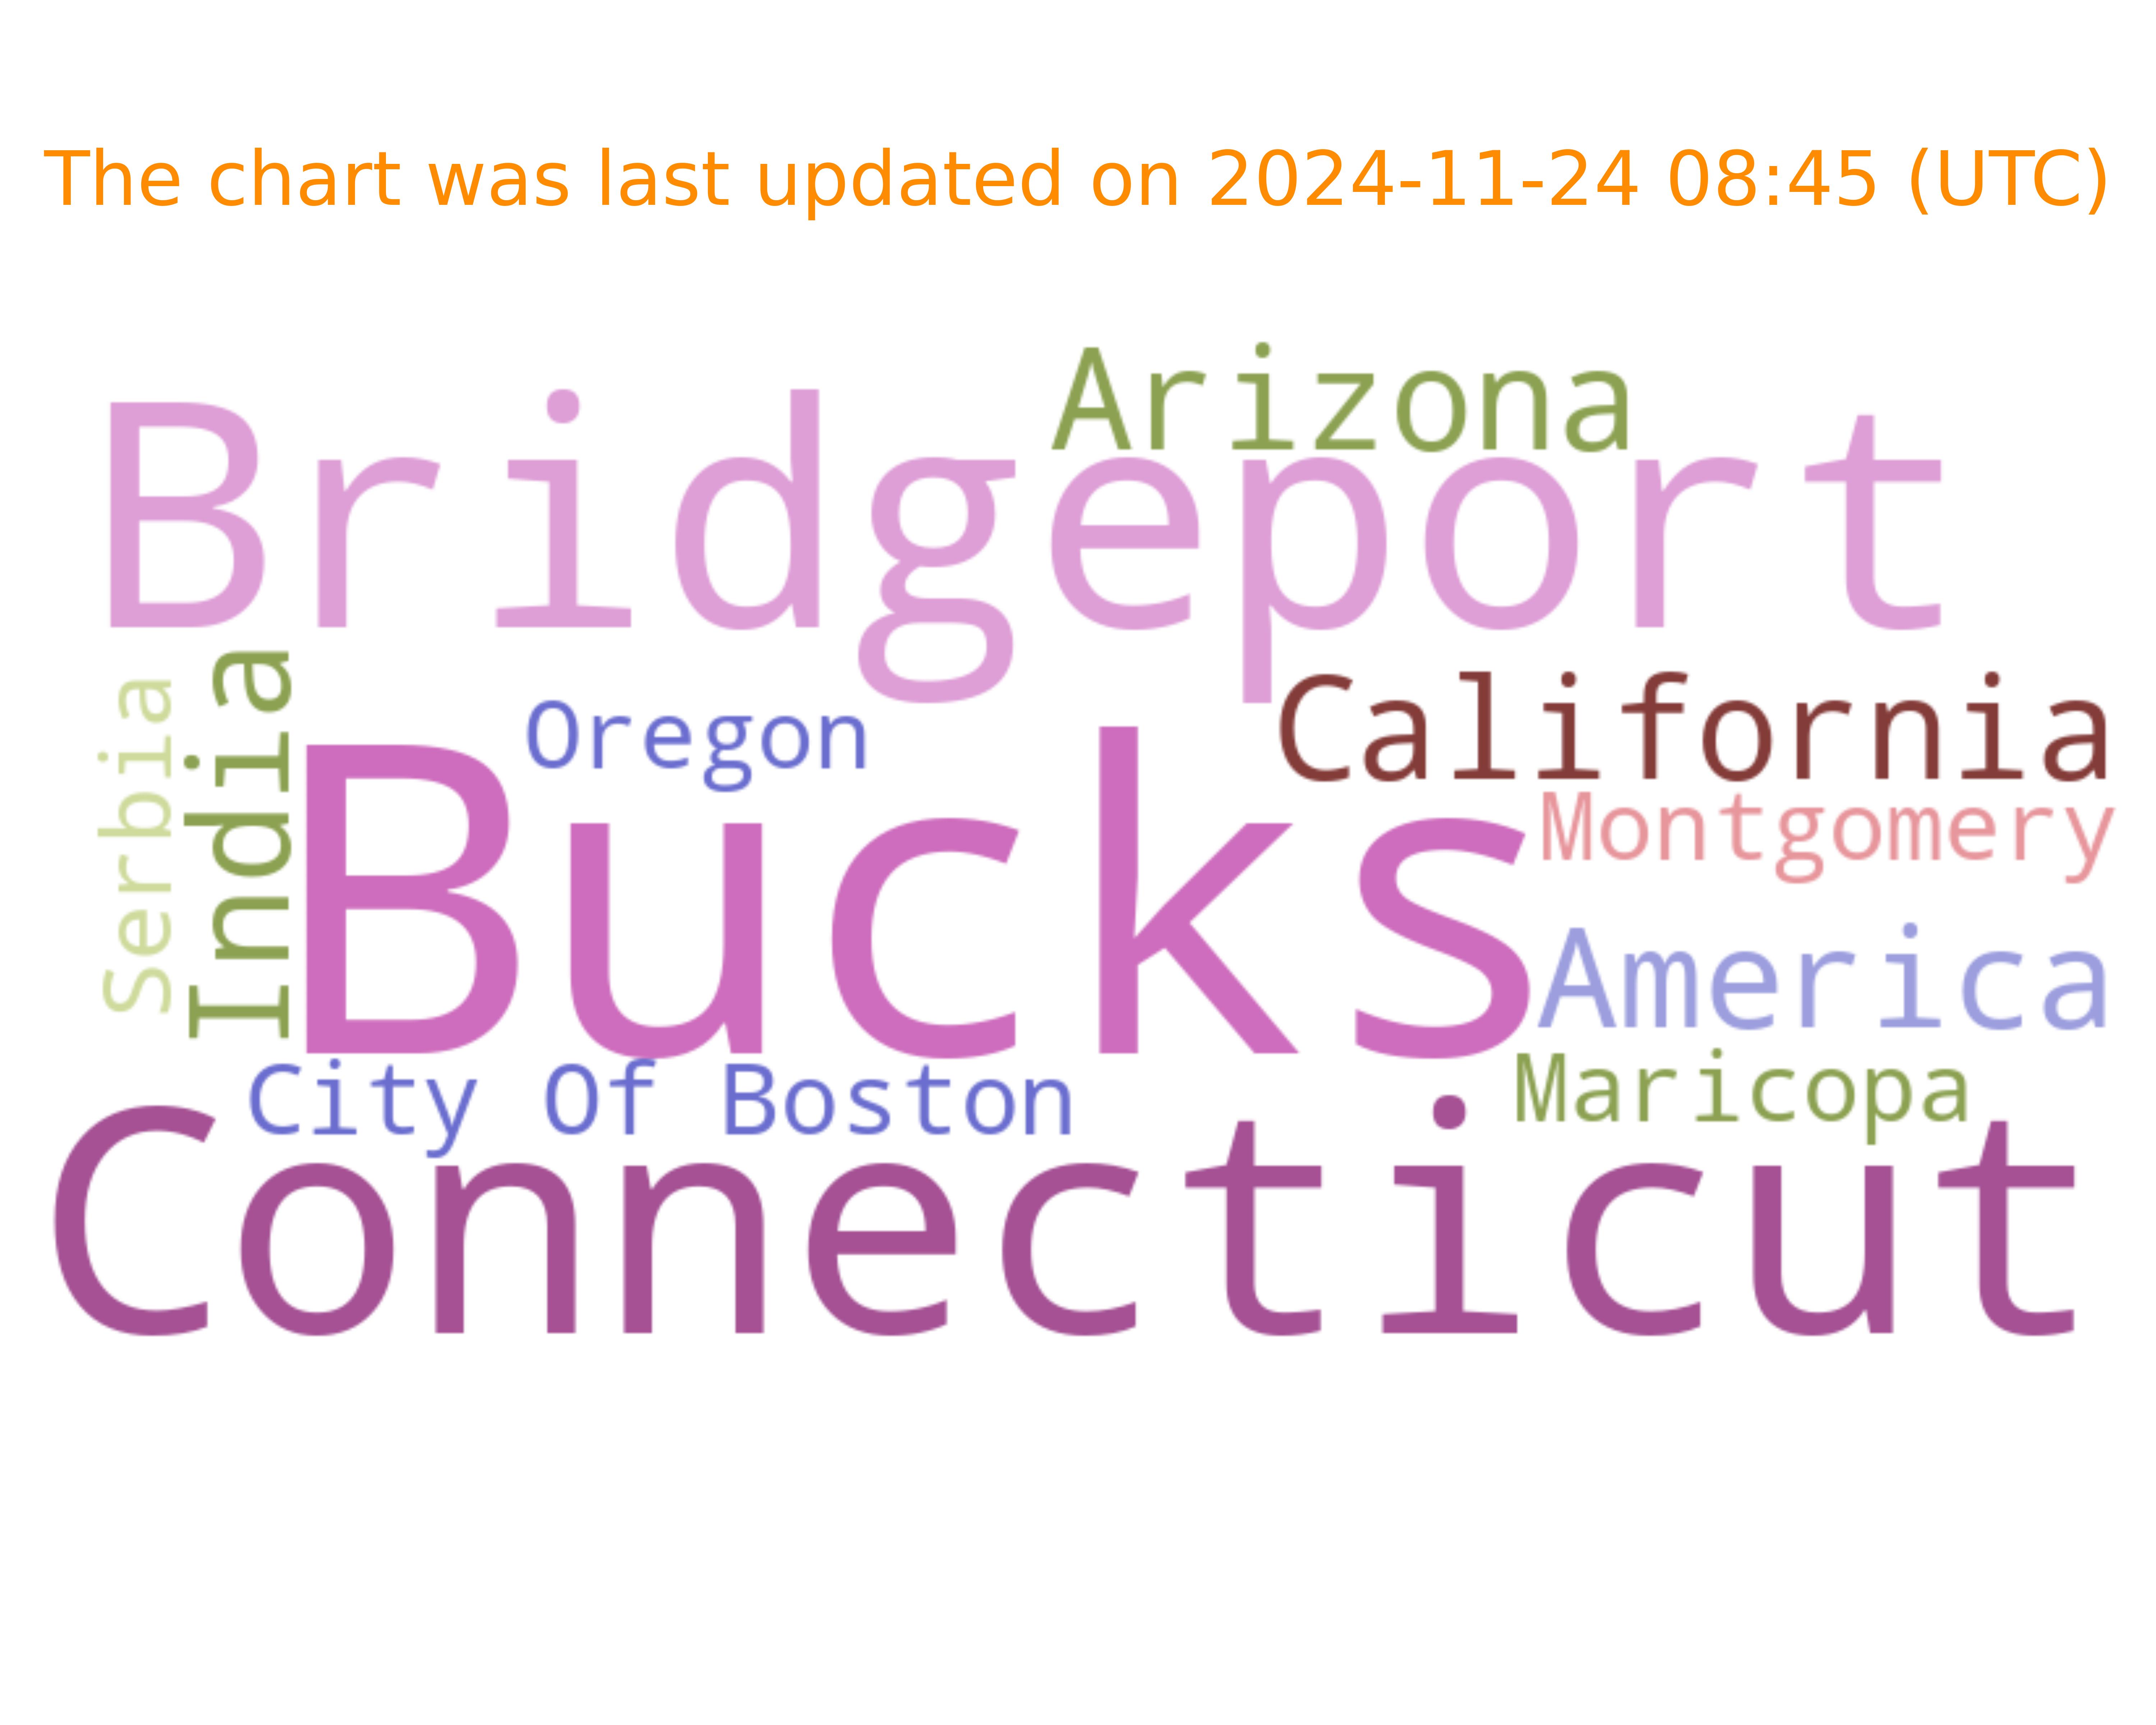 The chart was last updated on 2024-11-24 08:45 (UTC)
Arizona
Bridgeport
Serbia
India
Oregon
California
Bucks
Montgomery
America
City Of Boston
Maricopa
Connecticut